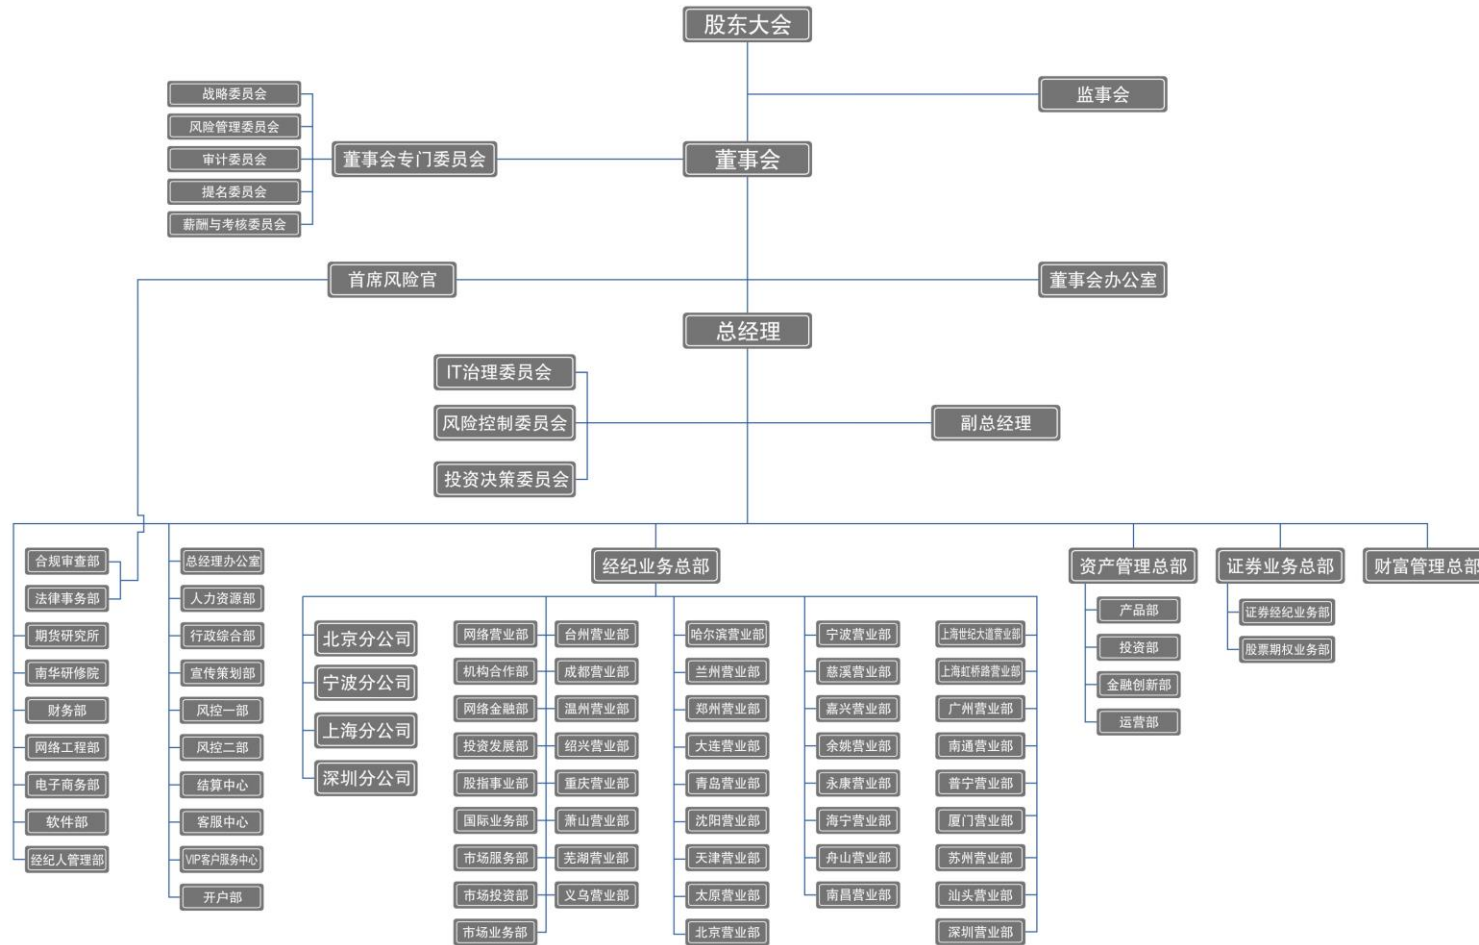 股东大会
监事会
战略委员会
风险管理委员会
审计委员会
提名委员会
薪酬与考核委员会
董事会专门委员会
董事会
首席风险官
董事会办公室
总经理
IT治理委员会
风险控制委员会
投资决策委员会
副总经理
合规审查部
法律事务部
期货研究所
南华研修院
财务部
网络工程部
电子商务部
软件部
经纪人管理部
总经理办公室
人力资源部
行政综合部
宣传策划部
风控一部
风控二部
结算中心
客服中心
VIP客户服务中心
开户部
经纪业务总部
北京分公司
宁波分公司
上海分公司
深圳分公司
网络营业部
机构合作部
网络金融部
投资发展部
股指事业部
国际业务部
市场服务部
市场投资部
市场业务部
台州营业部
成都营业部
温州营业部
绍兴营业部
重庆营业部
萧山营业部
芜湖营业部
义乌营业部
哈尔滨营业部
兰州营业部
郑州营业部
大连营业部
青岛营业部
沈阳营业部
天津营业部
太原营业部
北京营业部
宁波营业部
慈溪营业部
嘉兴营业部
余姚营业部
永康营业部
海宁营业部
舟山营业部
南昌营业部
上海世纪大道营业部
上海虹桥路营业部
广州营业部
南通营业部
普宁营业部
厦门营业部
苏州营业部
汕头营业部
深圳营业部
资产管理总部
产品部
投资部
金融创新部
运营部
证券业务总部
证券经纪业务部
股票期权业务部
财富管理总部